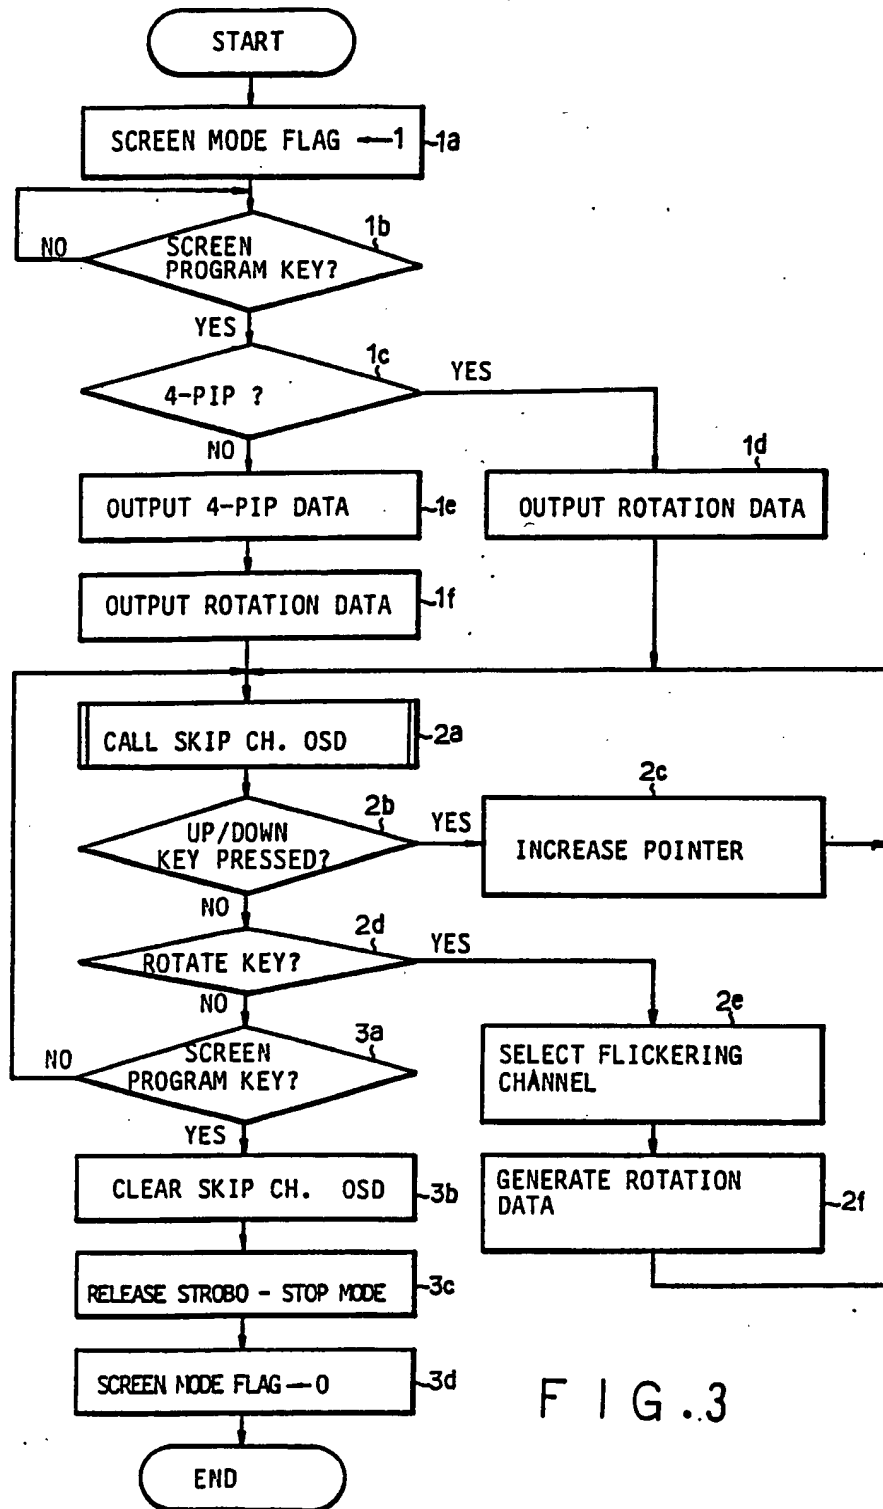 START
SCREEN MODE FLAG ←1
1a
1b
NO
SCREEN
PROGRAM KEY?
YES
1c
YES
4-PIP ?
NO
1d
OUTPUT 4-PIP DATA
1e
OUTPUT ROTATION DATA
OUTPUT ROTATION DATA
1f
CALL SKIP CH. OSD
2a
2c
2b
YES
UP/DOWN
KEY PRESSED?
INCREASE POINTER
NO
2d
YES
ROTATE KEY?
NO
2e
3a
NO
SCREEN
PROGRAM KEY?
SELECT FLICKERING
CHANNEL
YES
CLEAR SKIP CH. OSD
3b
GENERATE ROTATION
DATA
2f
RELEASE STROBO - STOP MODE
3c
SCREEN MODE FLAG ← 0
3d
FIG.3
END